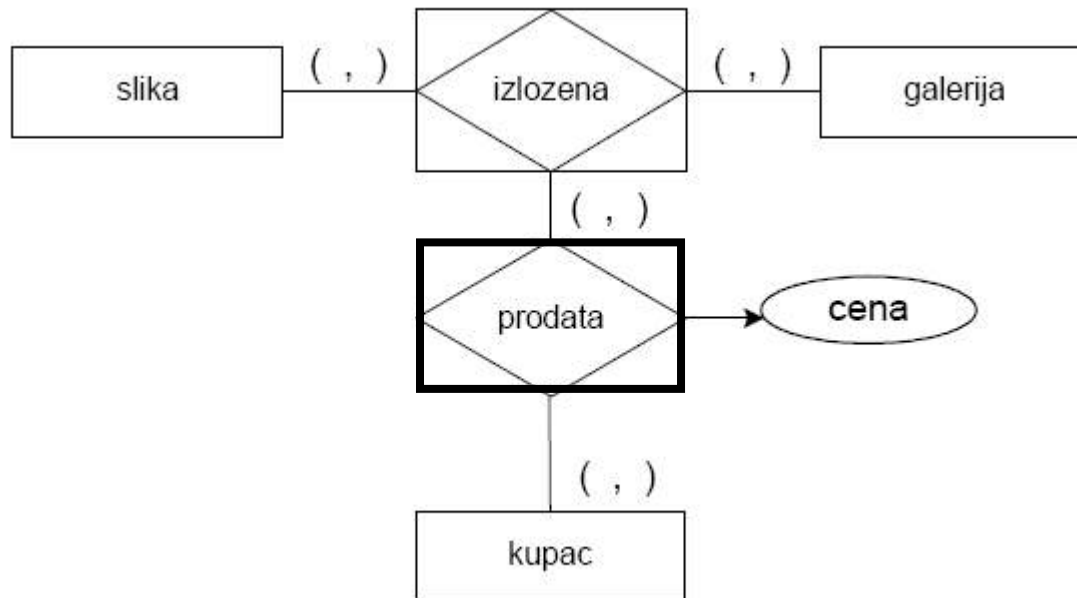 slika ( , ) izlozena ( , ) galerija
( , )
prodata cena
( , )
kupac